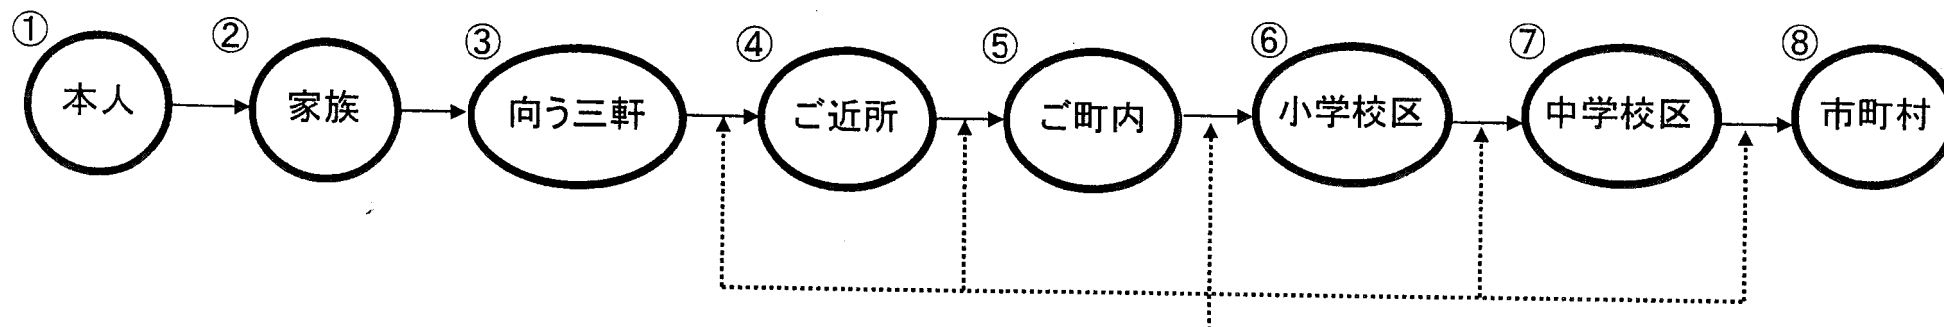 ① 本人
② 家族
③ 向う三軒
④ ご近所
⑤ ご町内
⑥ 小学校区
⑦ 中学校区
⑧ 市町村